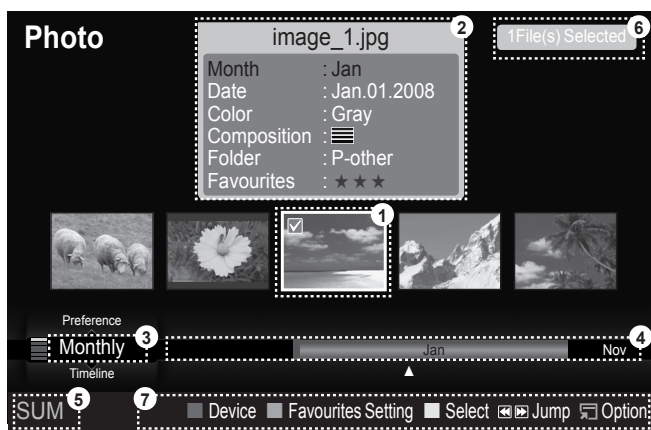 Photo
image_1.jpg
2
1File(s) Selected
6
Month : Jan
Date : Jan.01.2008
Color : Gray
Composition :
Folder : P-other
Favourites : ★ ★ ★
1
Preference
Monthly
3
Jan
Nov
4
Timeline
SUM
5
7
Device
Favourites Setting
Select
Jump
Option